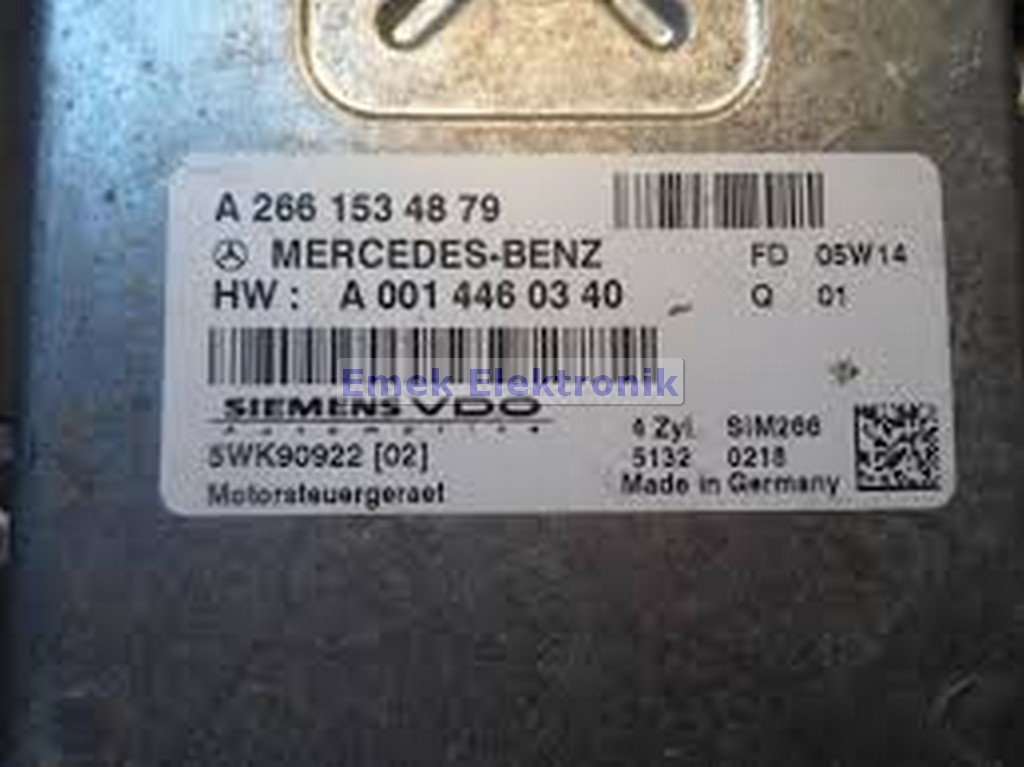 A 266 153 48 79
MERCEDES-BENZ FD 05W14
HW : A 001 446 03 40 Q 01
Emek Elektronik
SIEMENS VDO
Automotive
4 Zyl. SIM266
5WK90922 [02] 5132 0218
Motorsteuergeraet Made in Germany